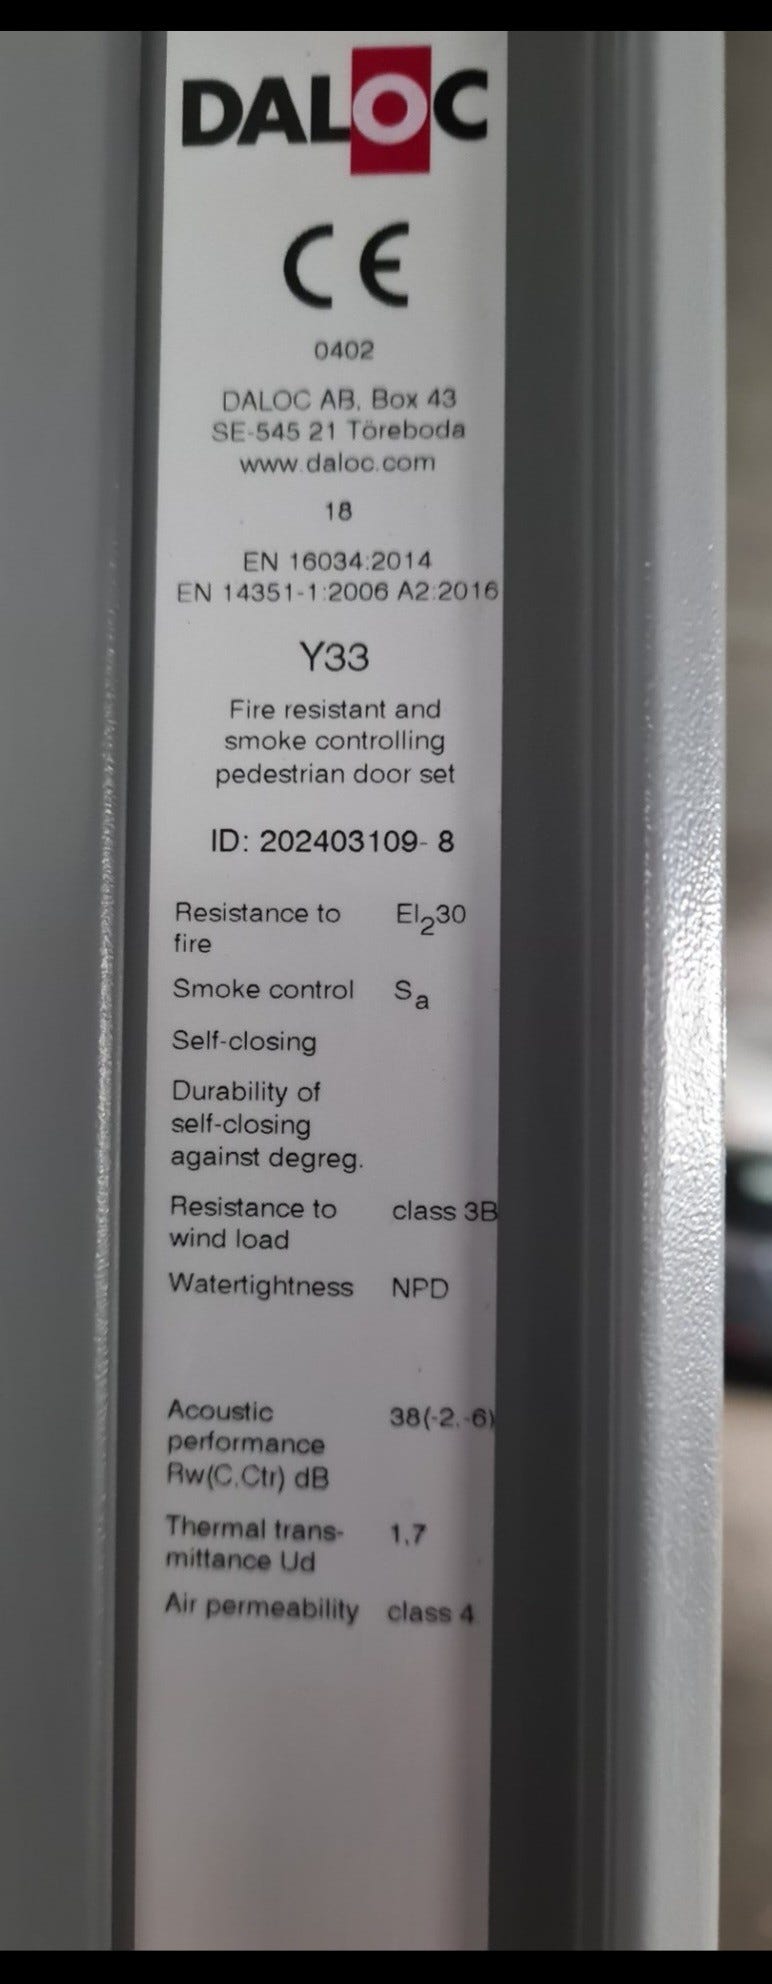 DALOC
CE
0402
DALOC AB, Box 43
SE-545 21 Töreboda
www.daloc.com
18
EN 16034:2014
EN 14351-1:2006 A2:2016
Y33
Fire resistant and
smoke controlling
pedestrian door set
ID: 202403109- 8
Resistance to EI₂30
fire
Smoke control Sa
Self-closing
Durability of
self-closing
against degreg.
Resistance to class 3B
wind load
Watertightness NPD
Acoustic 38(-2,-6)
performance
Rw(C,Ctr) dB
Thermal trans- 1,7
mittance Ud
Air permeability class 4